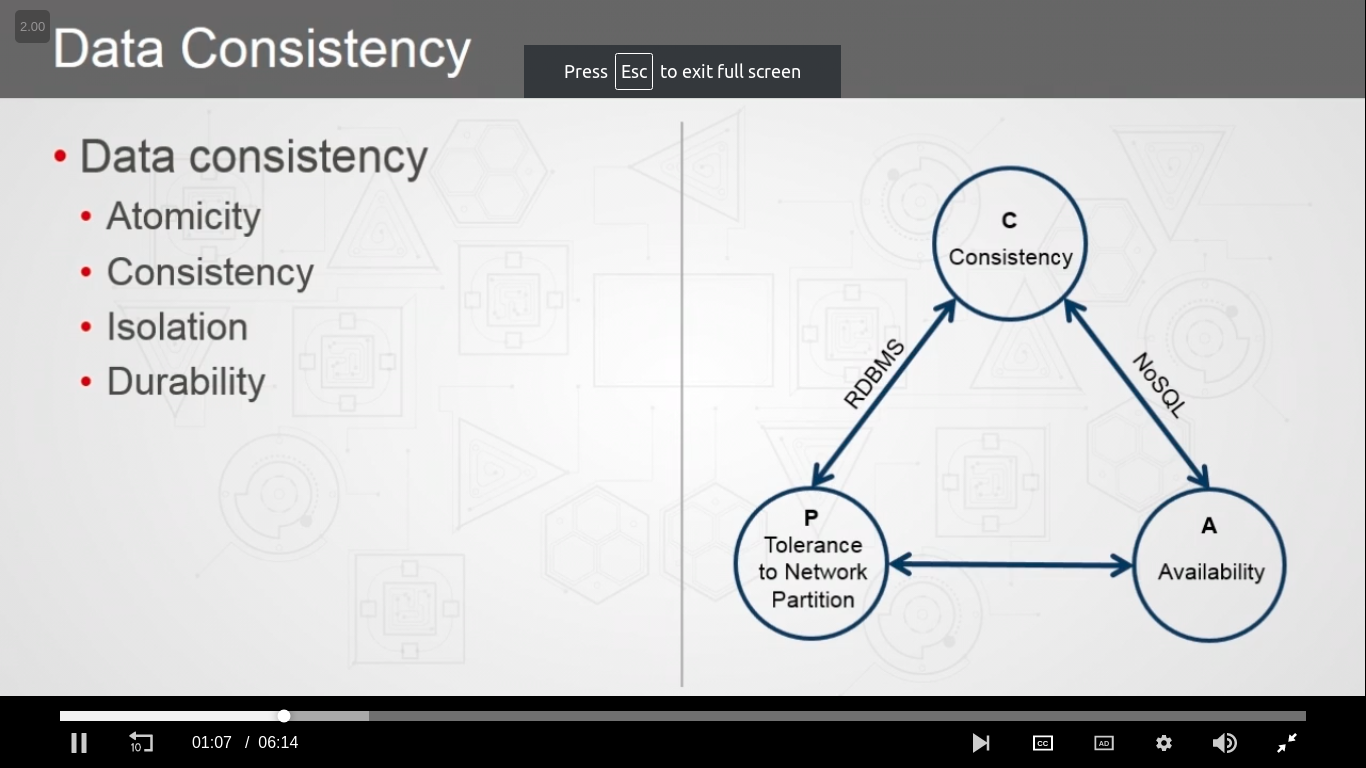 2.00
Data Consistency
Press Esc to exit full screen
• Data consistency
• Atomicity
• Consistency
• Isolation
• Durability
C
Consistency
RDBMS
NoSQL
P
Tolerance
to Network
Partition
A
Availability
10
01:07 / 06:14
CC
AD